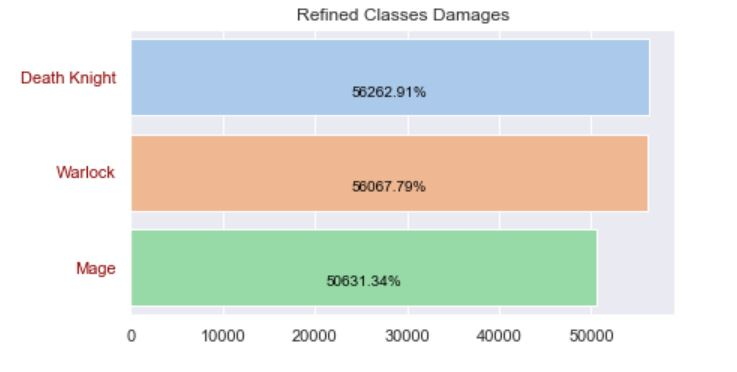 Refined Classes Damages
Death Knight
56262.91%
Warlock
56067.79%
Mage
50631.34%
0 10000 20000 30000 40000 50000